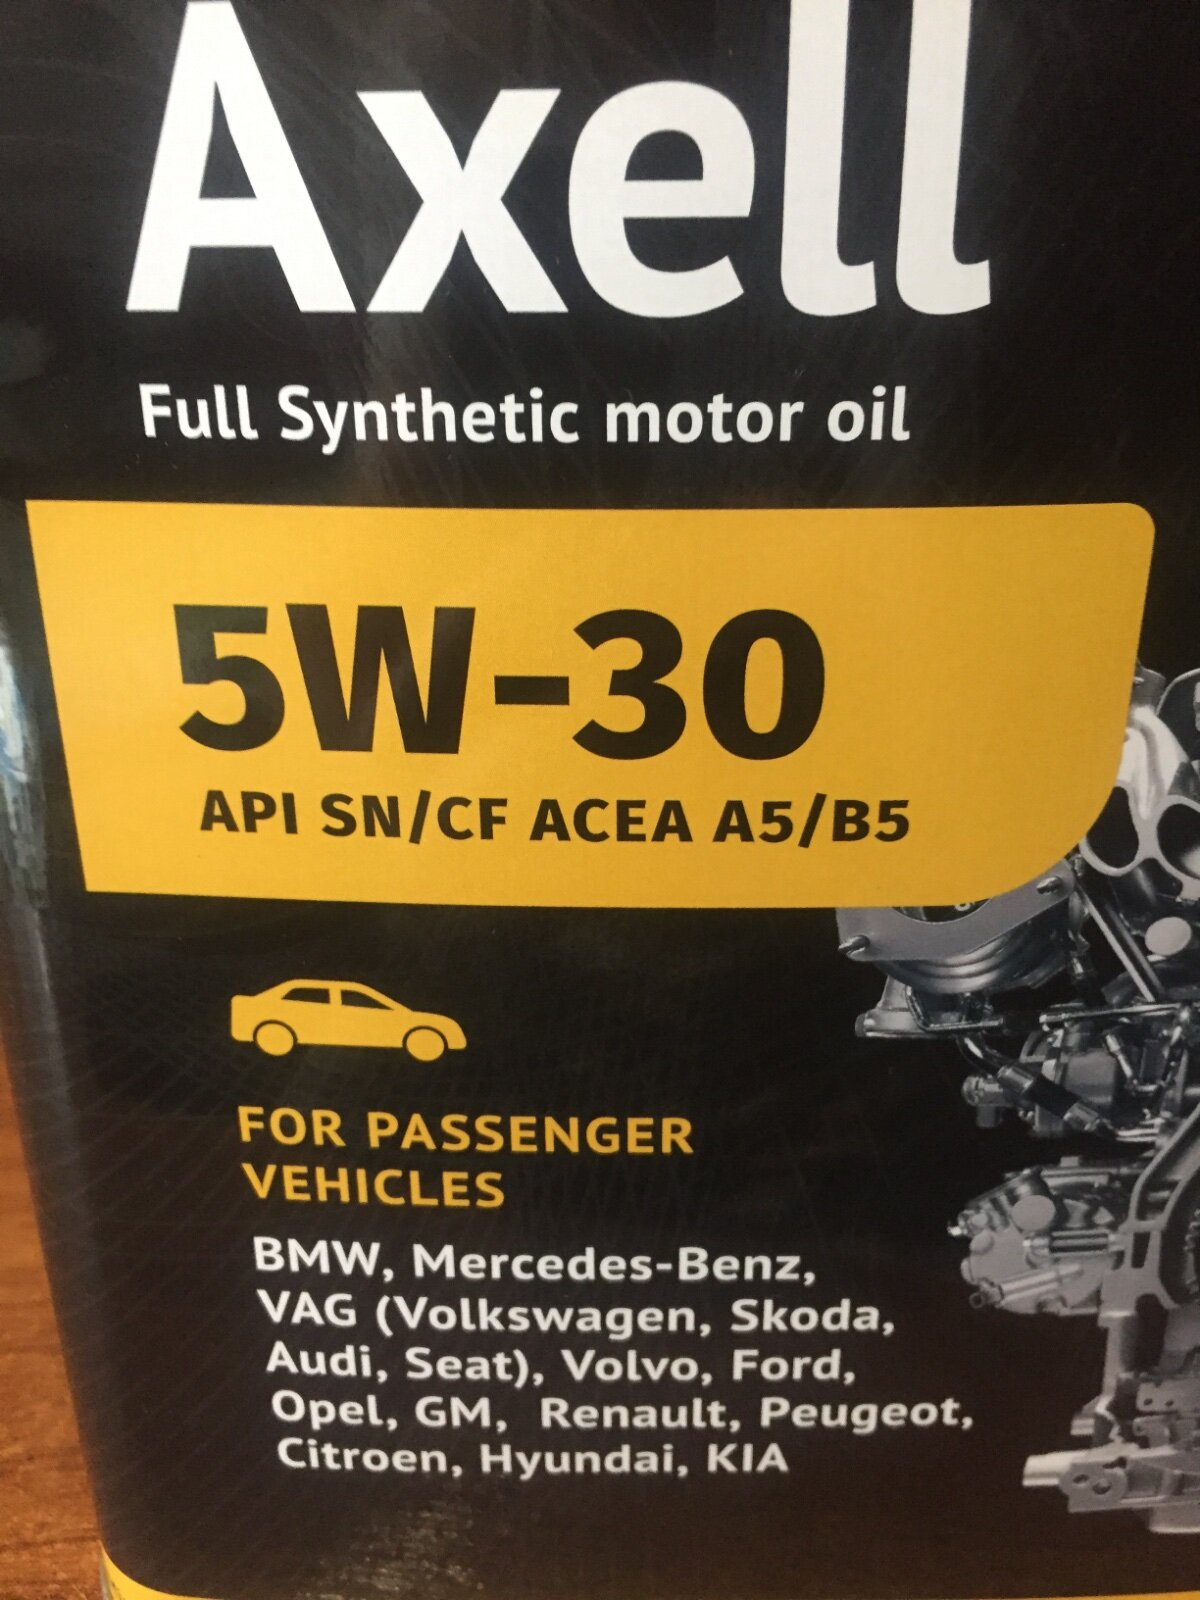 Axell
Full Synthetic motor oil
5W-30
API SN/CF ACEA A5/B5
FOR PASSENGER
VEHICLES
BMW, Mercedes-Benz,
VAG (Volkswagen, Skoda,
Audi, Seat), Volvo, Ford,
Opel, GM, Renault, Peugeot,
Citroen, Hyundai, KIA